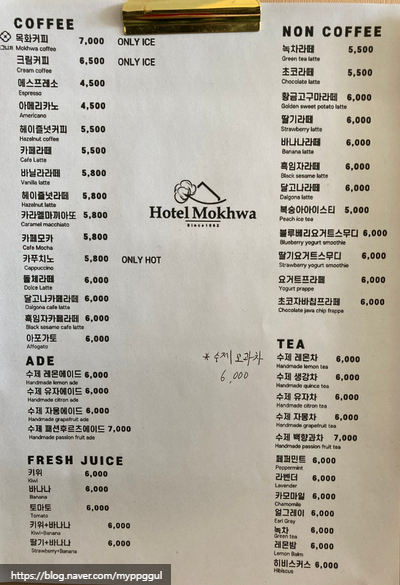 COFFEE
목화커피 7,000 ONLY ICE
Mokhwa coffee
크림커피 6,500 ONLY ICE
Cream coffee
에스프레소 4,500
Espresso
아메리카노 4,500
Americano
헤이즐넛커피 5,500
Hazelnut coffee
카페라떼 5,500
Cafe Latte
바닐라라떼 5,800
Vanilla latte
헤이즐넛라떼 5,800
Hazelnut latte
카라멜마끼아또 5,800
Caramel macchiato
카페모카 5,800
Cafe Mocha
카푸치노 5,800 ONLY HOT
Cappuccino
돌체라떼 6,000
Dolce Latte
달고나카페라떼 6,000
Dalgona cafe latte
흑임자카페라떼 6,000
Black sesame cafe latte
아포가토 6,000
Affogato
ADE
수제 레몬에이드 6,000
Handmade lemon ade
수제 유자에이드 6,000
Handmade citron ade
수제 자몽에이드 6,000
Handmade grapefruit ade
수제 패션후르츠에이드 7,000
Handmade passion fruit ade
FRESH JUICE
키위 6,000
Kiwi
바나나 6,000
Banana
토마토 6,000
Tomato
키위+바나나 6,000
Kiwi+Banana
딸기+바나나 6,000
Strawberry+Banana
Hotel Mokhwa
Since1962
* 수제 모과차
6,000
NON COFFEE
녹차라떼 5,500
Green tea latte
초코라떼 5,500
Chocolate latte
황금고구마라떼 6,000
Golden sweet potato latte
딸기라떼 6,000
Strawberry latte
바나나라떼 6,000
Banana latte
흑임자라떼 6,000
Black sesame latte
달고나라떼 6,000
Dalgona latte
복숭아아이스티 5,000
Peach ice tea
블루베리요거트스무디 6,000
Blueberry yogurt smoothie
딸기요거트스무디 6,000
Strawberry yogurt smoothie
요거트프라페 6,000
Yogurt frappe
초코자바칩프라페 6,000
Chocolate java chip frappe
TEA
수제 레몬차 6,000
Handmade lemon tea
수제 생강차 6,000
Handmade quince tea
수제 유자차 6,000
Handmade citron tea
수제 자몽차 6,000
Handmade grapefruit tea
수제 백향과차 7,000
Handmade passion fruit tea
페퍼민트 6,000
Peppermint
라벤더 6,000
Lavender
카모마일 6,000
Chamomile
얼그레이 6,000
Earl Gray
녹차 6,000
Green tea
레몬밤 6,000
Lemon Balm
히비스커스 6,000
Hibiscus
https://blog.naver.com/myppggul